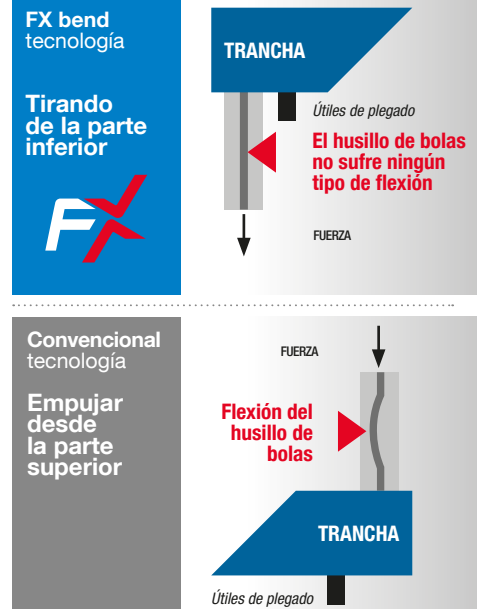 FX bend
tecnología
Tirando
de la parte
inferior
FX
TRANCHA
Útiles de plegado
El husillo de bolas
no sufre ningún
tipo de flexión
FUERZA
Convencional
tecnología
Empujar
desde
la parte
superior
FUERZA
Flexión del
husillo de
bolas
TRANCHA
Útiles de plegado